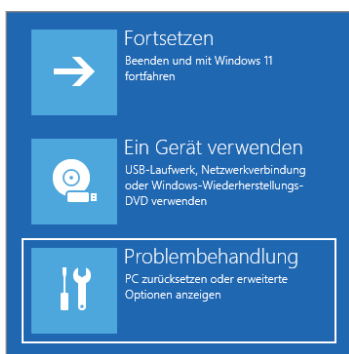 Fortsetzen
Beenden und mit Windows 11
fortfahren
Ein Gerät verwenden
USB-Laufwerk, Netzwerkverbindung
oder Windows-Wiederherstellungs-
DVD verwenden
Problembehandlung
PC zurücksetzen oder erweiterte
Optionen anzeigen